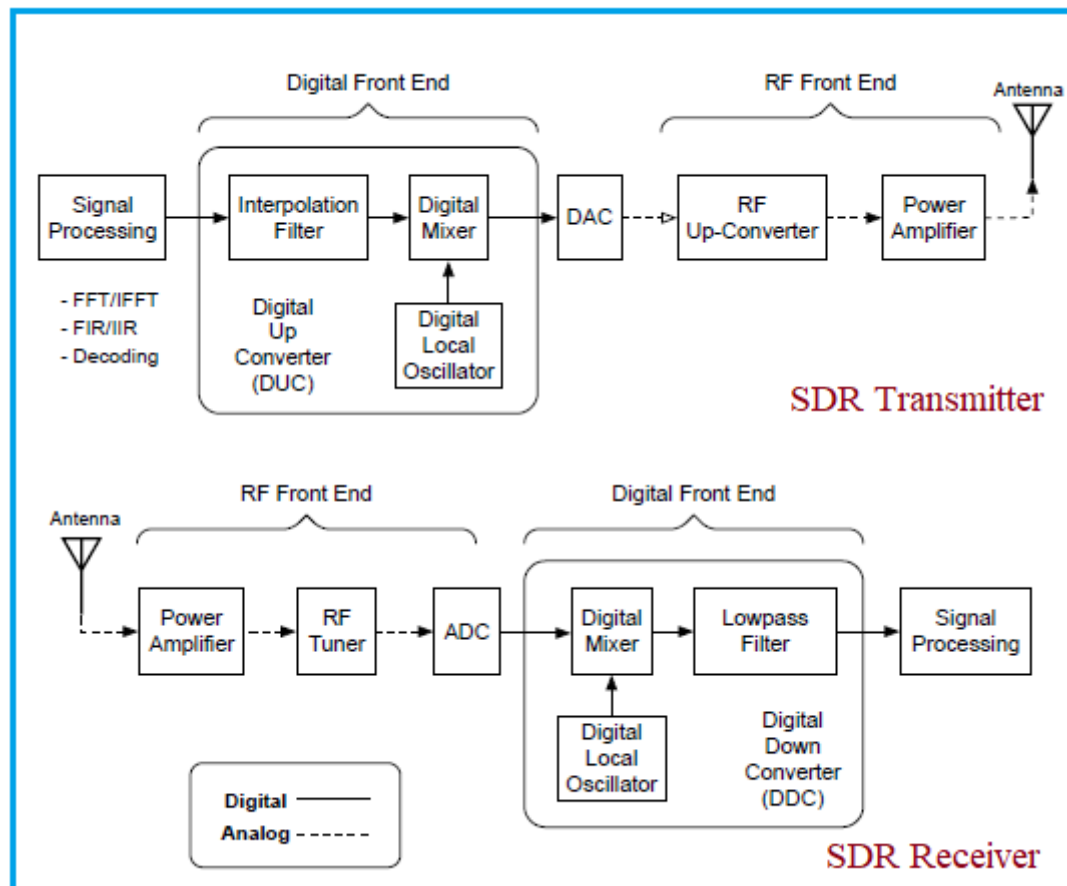 Digital Front End
RF Front End
Antenna
Signal
Processing
Interpolation
Filter
Digital
Mixer
DAC
RF
Up-Converter
Power
Amplifier
- FFT/IFFT
- FIR/IIR
- Decoding
Digital
Up
Converter
(DUC)
Digital
Local
Oscillator
SDR Transmitter
RF Front End
Digital Front End
Antenna
Power
Amplifier
RF
Tuner
ADC
Digital
Mixer
Lowpass
Filter
Signal
Processing
Digital
Local
Oscillator
Digital
Down
Converter
(DDC)
Digital
Analog
SDR Receiver